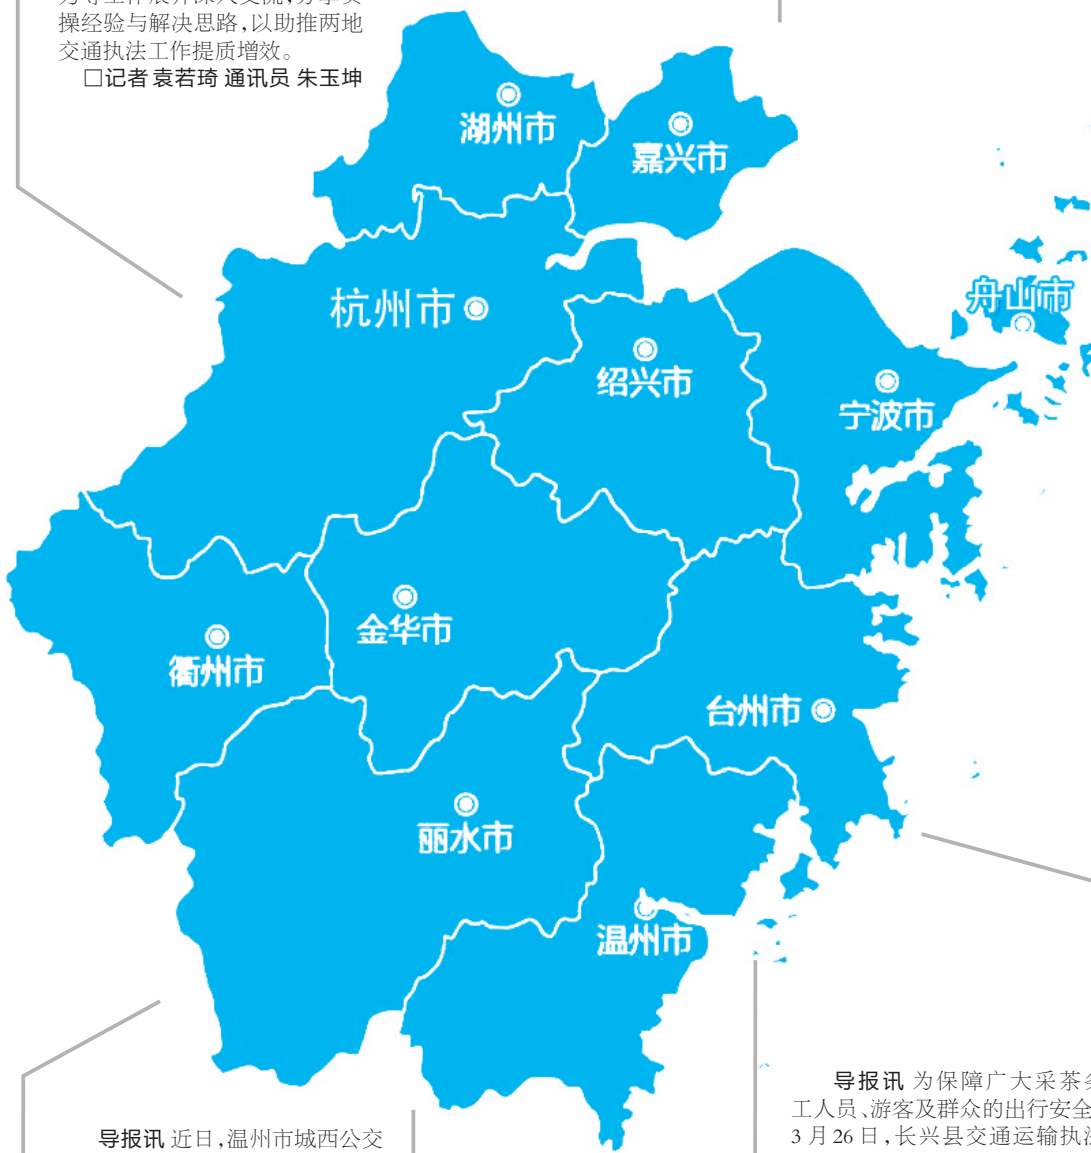 操经验与解决思路,以助推两地
交通执法工作提质增效。
□记者 袁若琦 通讯员 朱玉坤
湖州市
嘉兴市
舟山市
杭州市
绍兴市
宁波市
金华市
衢州市
台州市
丽水市
温州市
导报讯 为保障广大采茶务
工人员、游客及群众的出行安全
3月26日,长兴县交通运输执法
导报讯 近日,温州市城西公交